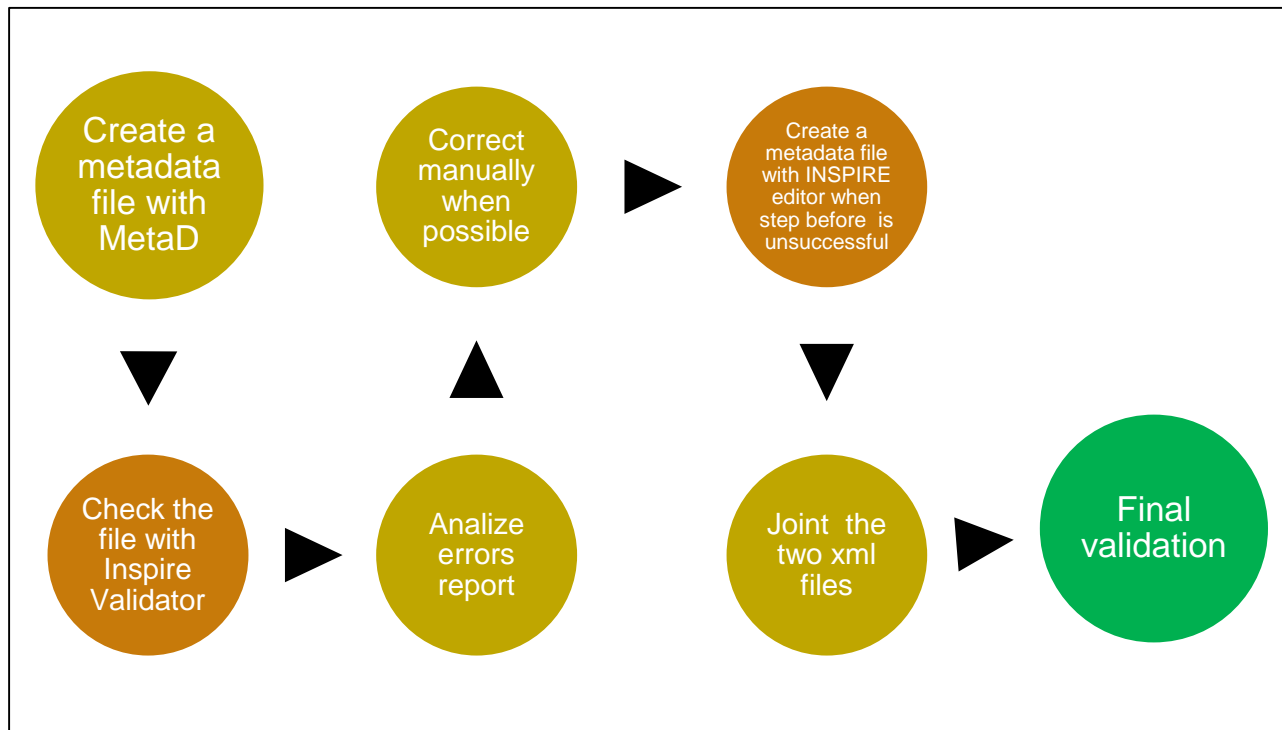 Create a
metadata
file with
MetaD
Check the
file with
Inspire
Validator
Analize
errors
report
Correct
manually
when
possible
Create a
metadata file
with INSPIRE
editor when
step before is
unsuccessful
Joint the
two xml
files
Final
validation